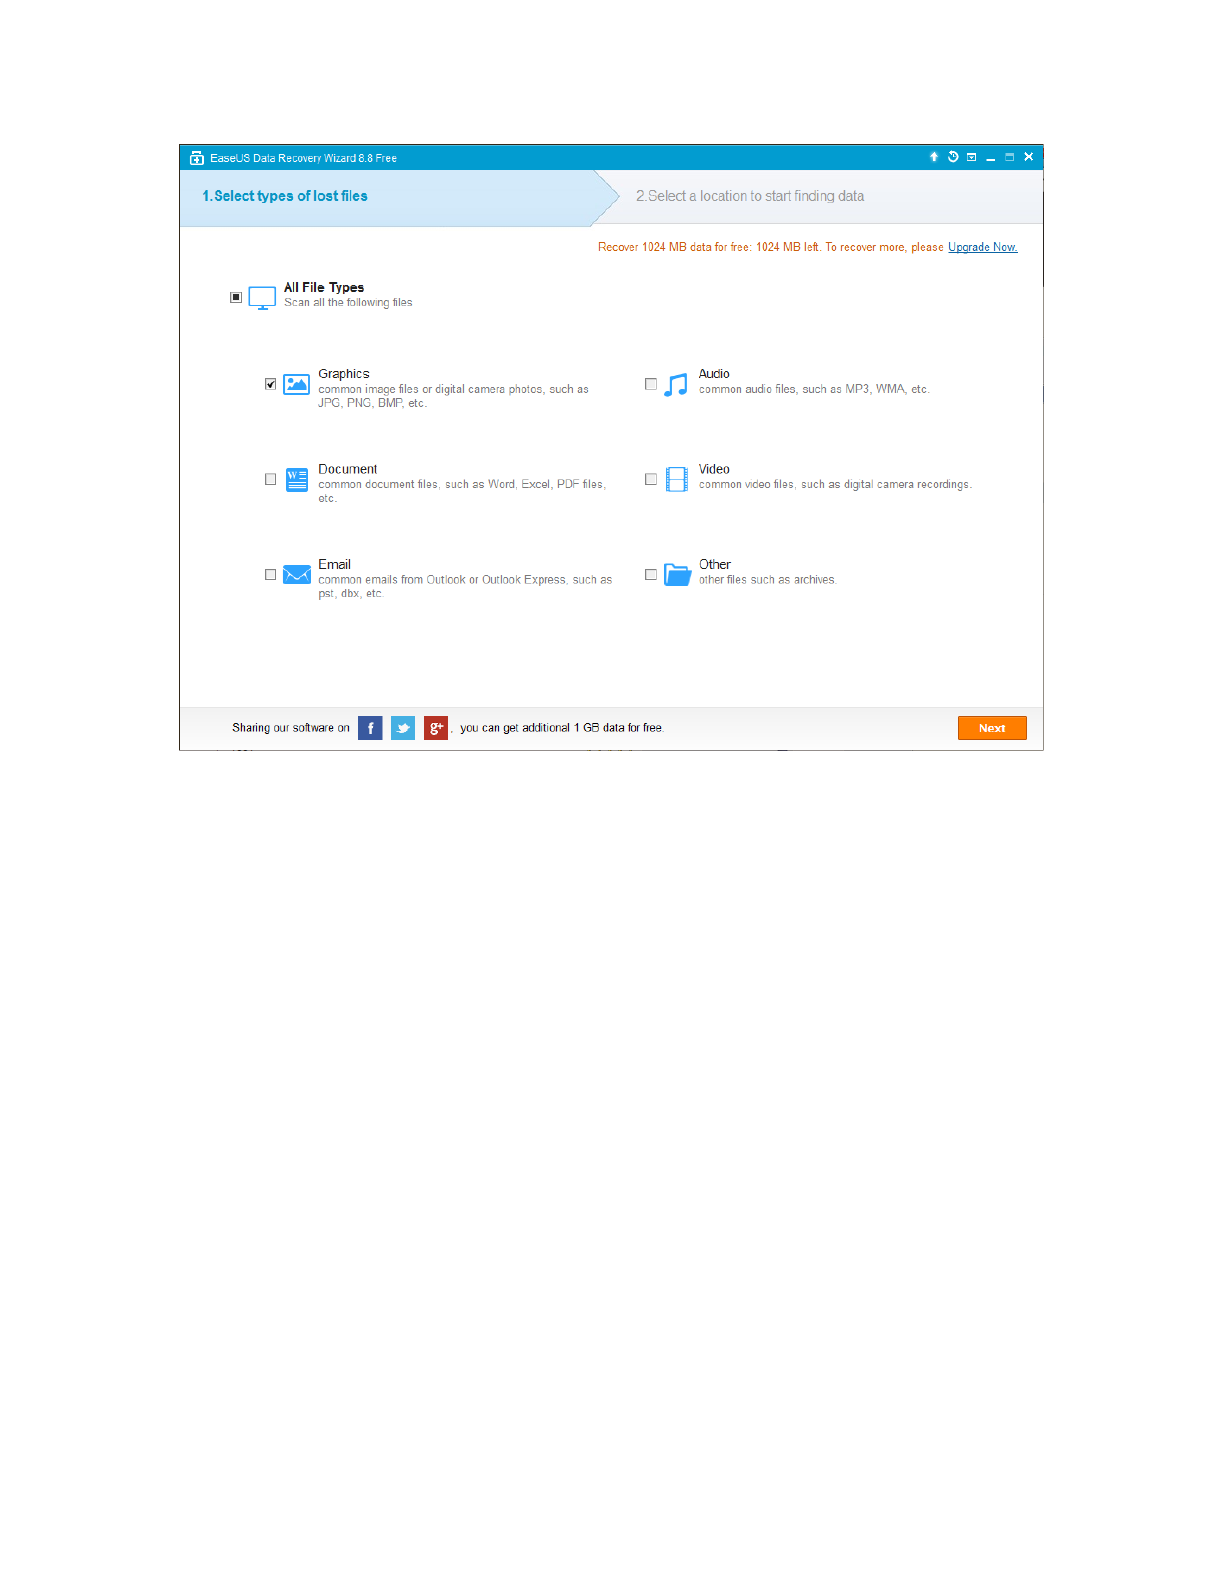 EaseUS Data Recovery Wizard 8.8 Free
1.Select types of lost files
2.Select a location to start finding data
Recover 1024 MB data for free: 1024 MB left. To recover more, please Upgrade Now.
All File Types
Scan all the following files
Graphics
common image files or digital camera photos, such as
JPG, PNG, BMP, etc.
Audio
common audio files, such as MP3, WMA, etc.
Document
common document files, such as Word, Excel, PDF files,
etc.
Video
common video files, such as digital camera recordings.
Email
common emails from Outlook or Outlook Express, such as
pst, dbx, etc.
Other
other files such as archives.
Sharing our software on f g+ , you can get additional 1 GB data for free.
Next